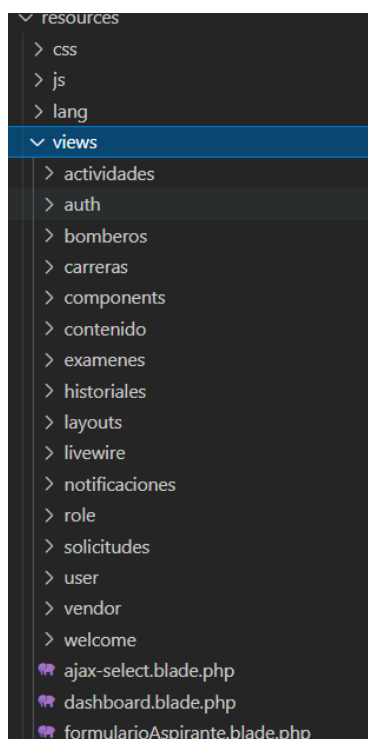 resources
css
js
lang
views
actividades
auth
bomberos
carreras
components
contenido
examenes
historiales
layouts
livewire
notificaciones
role
solicitudes
user
vendor
welcome
ajax-select.blade.php
dashboard.blade.php
formularioAspirante.blade.php